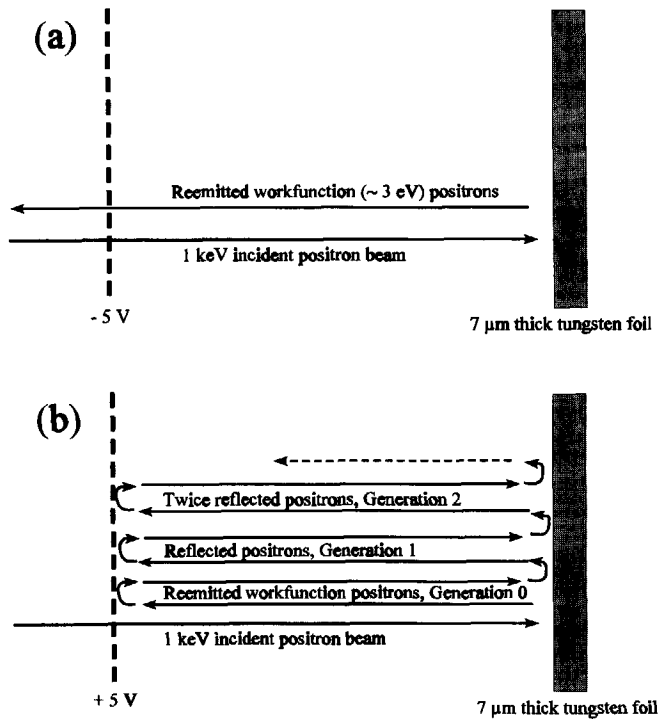 (a)
Reemitted workfunction (~ 3 eV) positrons
1 keV incident positron beam
- 5 V
7 μm thick tungsten foil
(b)
Twice reflected positrons, Generation 2
Reflected positrons, Generation 1
Reemitted workfunction positrons, Generation 0
1 keV incident positron beam
+ 5 V
7 μm thick tungsten foil